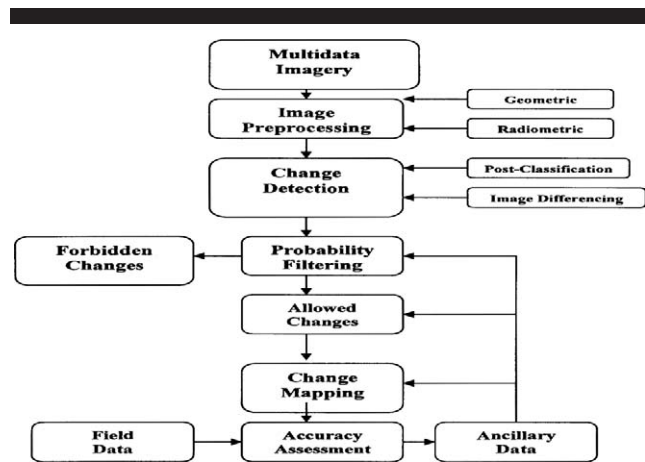 Multidata
Imagery
Geometric
Image
Preprocessing
Radiometric
Change
Detection
Post-Classification
Image Differencing
Forbidden
Changes
Probability
Filtering
Allowed
Changes
Change
Mapping
Field
Data
Accuracy
Assessment
Ancillary
Data